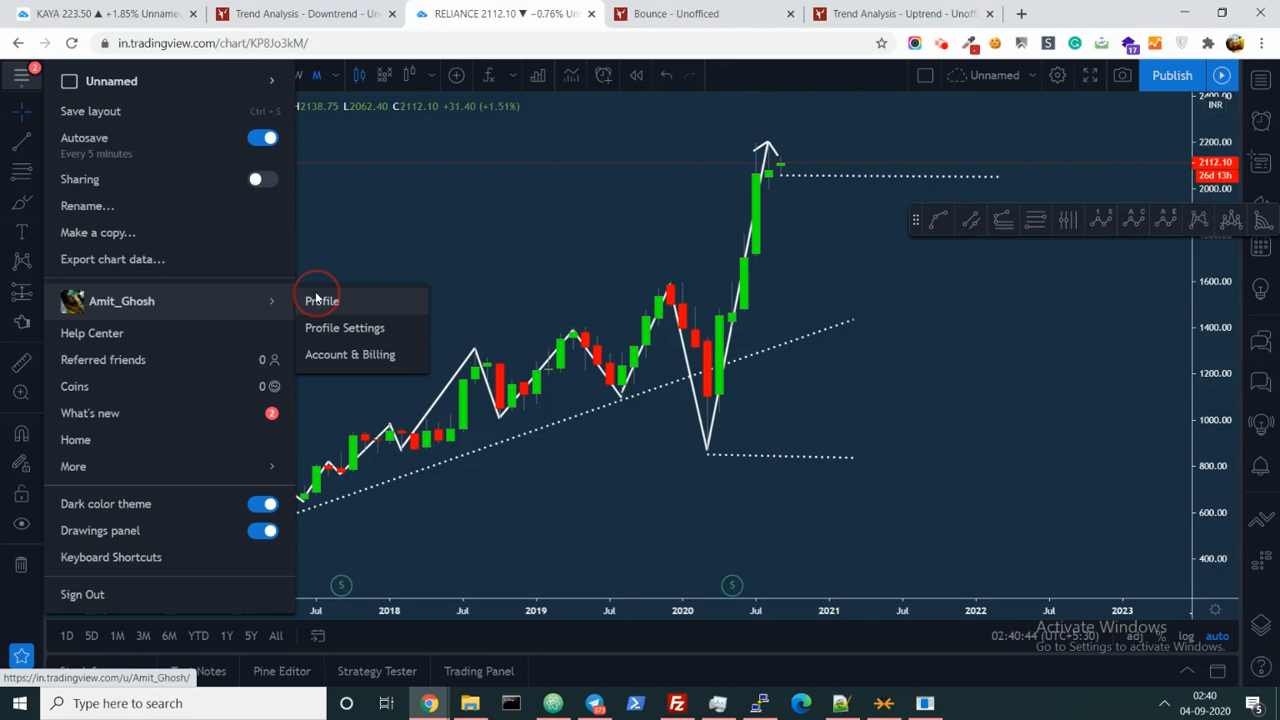 KAYA 223.50 ▲ +1.85% Unname
Trend Analysis - Downtrend - Un
RELIANCE 2112.10 ▼ −0.76% Un
Bounce - Unofficed
Trend Analysis - Uptrend - Unoff
in.tradingview.com/chart/KP8Jo3kM/
17
2
Unnamed
M
Unnamed
Publish
H2138.75 L2062.40 C2112.10 +31.40 (+1.51%)
Save layout Ctrl + S
Autosave
Every 5 minutes
Sharing
Rename...
Make a copy...
Export chart data...
Amit_Ghosh
Profile
Help Center
Profile Settings
Referred friends 0
Account & Billing
Coins 0
What's new 2
Home
More
Dark color theme
Drawings panel
Keyboard Shortcuts
Sign Out
2400.00
INR
2200.00
2112.10
26d 13h
2000.00
1600.00
1400.00
1200.00
1000.00
800.00
600.00
400.00
S
S
Jul 2018 Jul 2019 Jul 2020 Jul 2021 Jul 2022 Jul 2023
1D 5D 1M 3M 6M YTD 1Y 5Y All
02:40:44 (UTC+5:30) adj % log auto
Activate Windows
Go to Settings to activate Windows.
Notes
Pine Editor
Strategy Tester
Trading Panel
https://in.tradingview.com/u/Amit_Ghosh/
Type here to search
373
02:40
04-09-2020
5